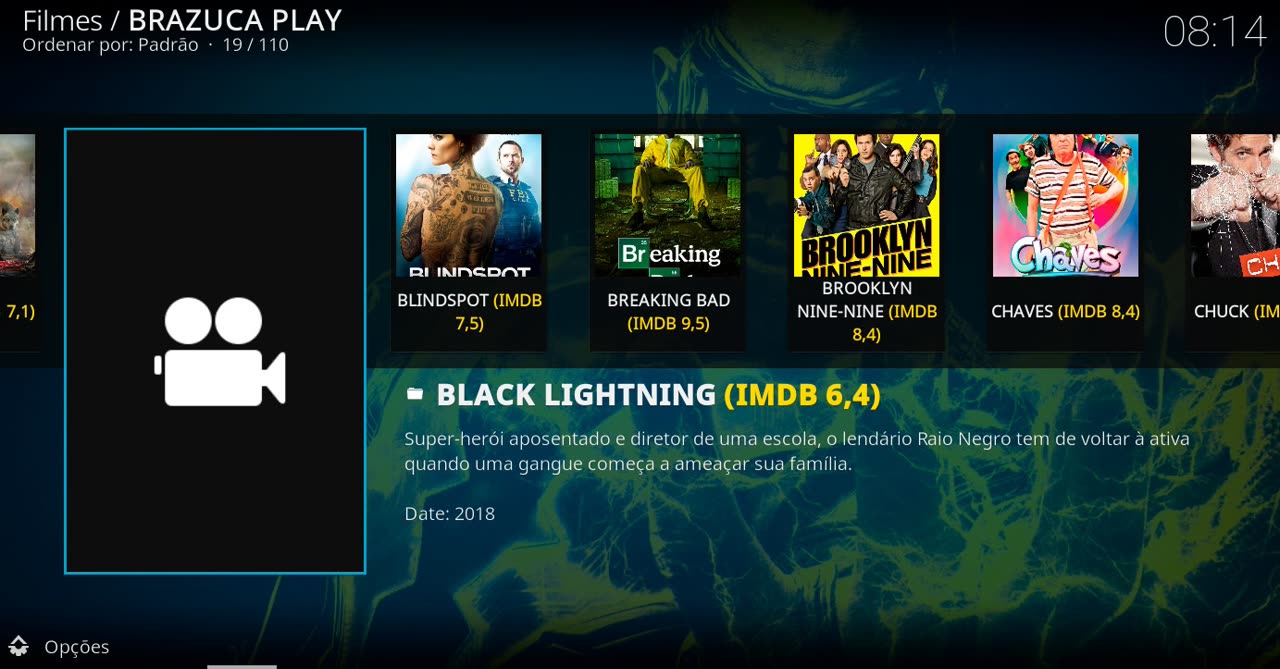 Filmes / BRAZUCA PLAY
Ordenar por: Padrão · 19 / 110
08:14
BLINDSPOT
Breaking
BROOKLYN
NINE-NINE
Chaves
CH
7,1)
BLINDSPOT (IMDB
7,5)
BREAKING BAD
(IMDB 9,5)
BROOKLYN
NINE-NINE (IMDB
8,4)
CHAVES (IMDB 8,4)
CHUCK (IM
BLACK LIGHTNING (IMDB 6,4)
Super-herói aposentado e diretor de uma escola, o lendário Raio Negro tem de voltar à ativa
quando uma gangue começa a ameaçar sua família.
Date: 2018
Opções